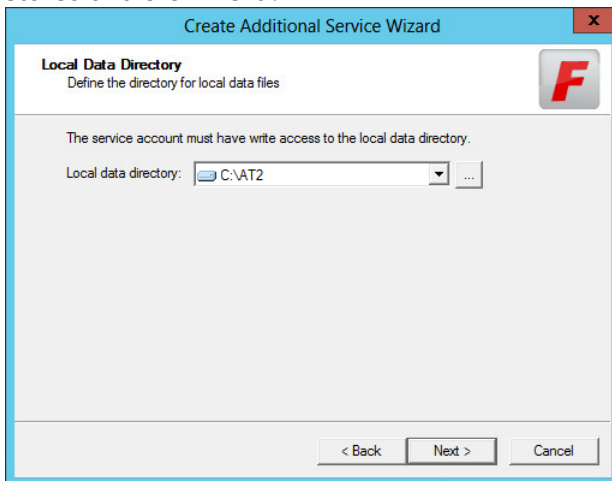 Create Additional Service Wizard
x
Local Data Directory
Define the directory for local data files
F
The service account must have write access to the local data directory.
Local data directory: C:\AT2 ...
< Back Next > Cancel